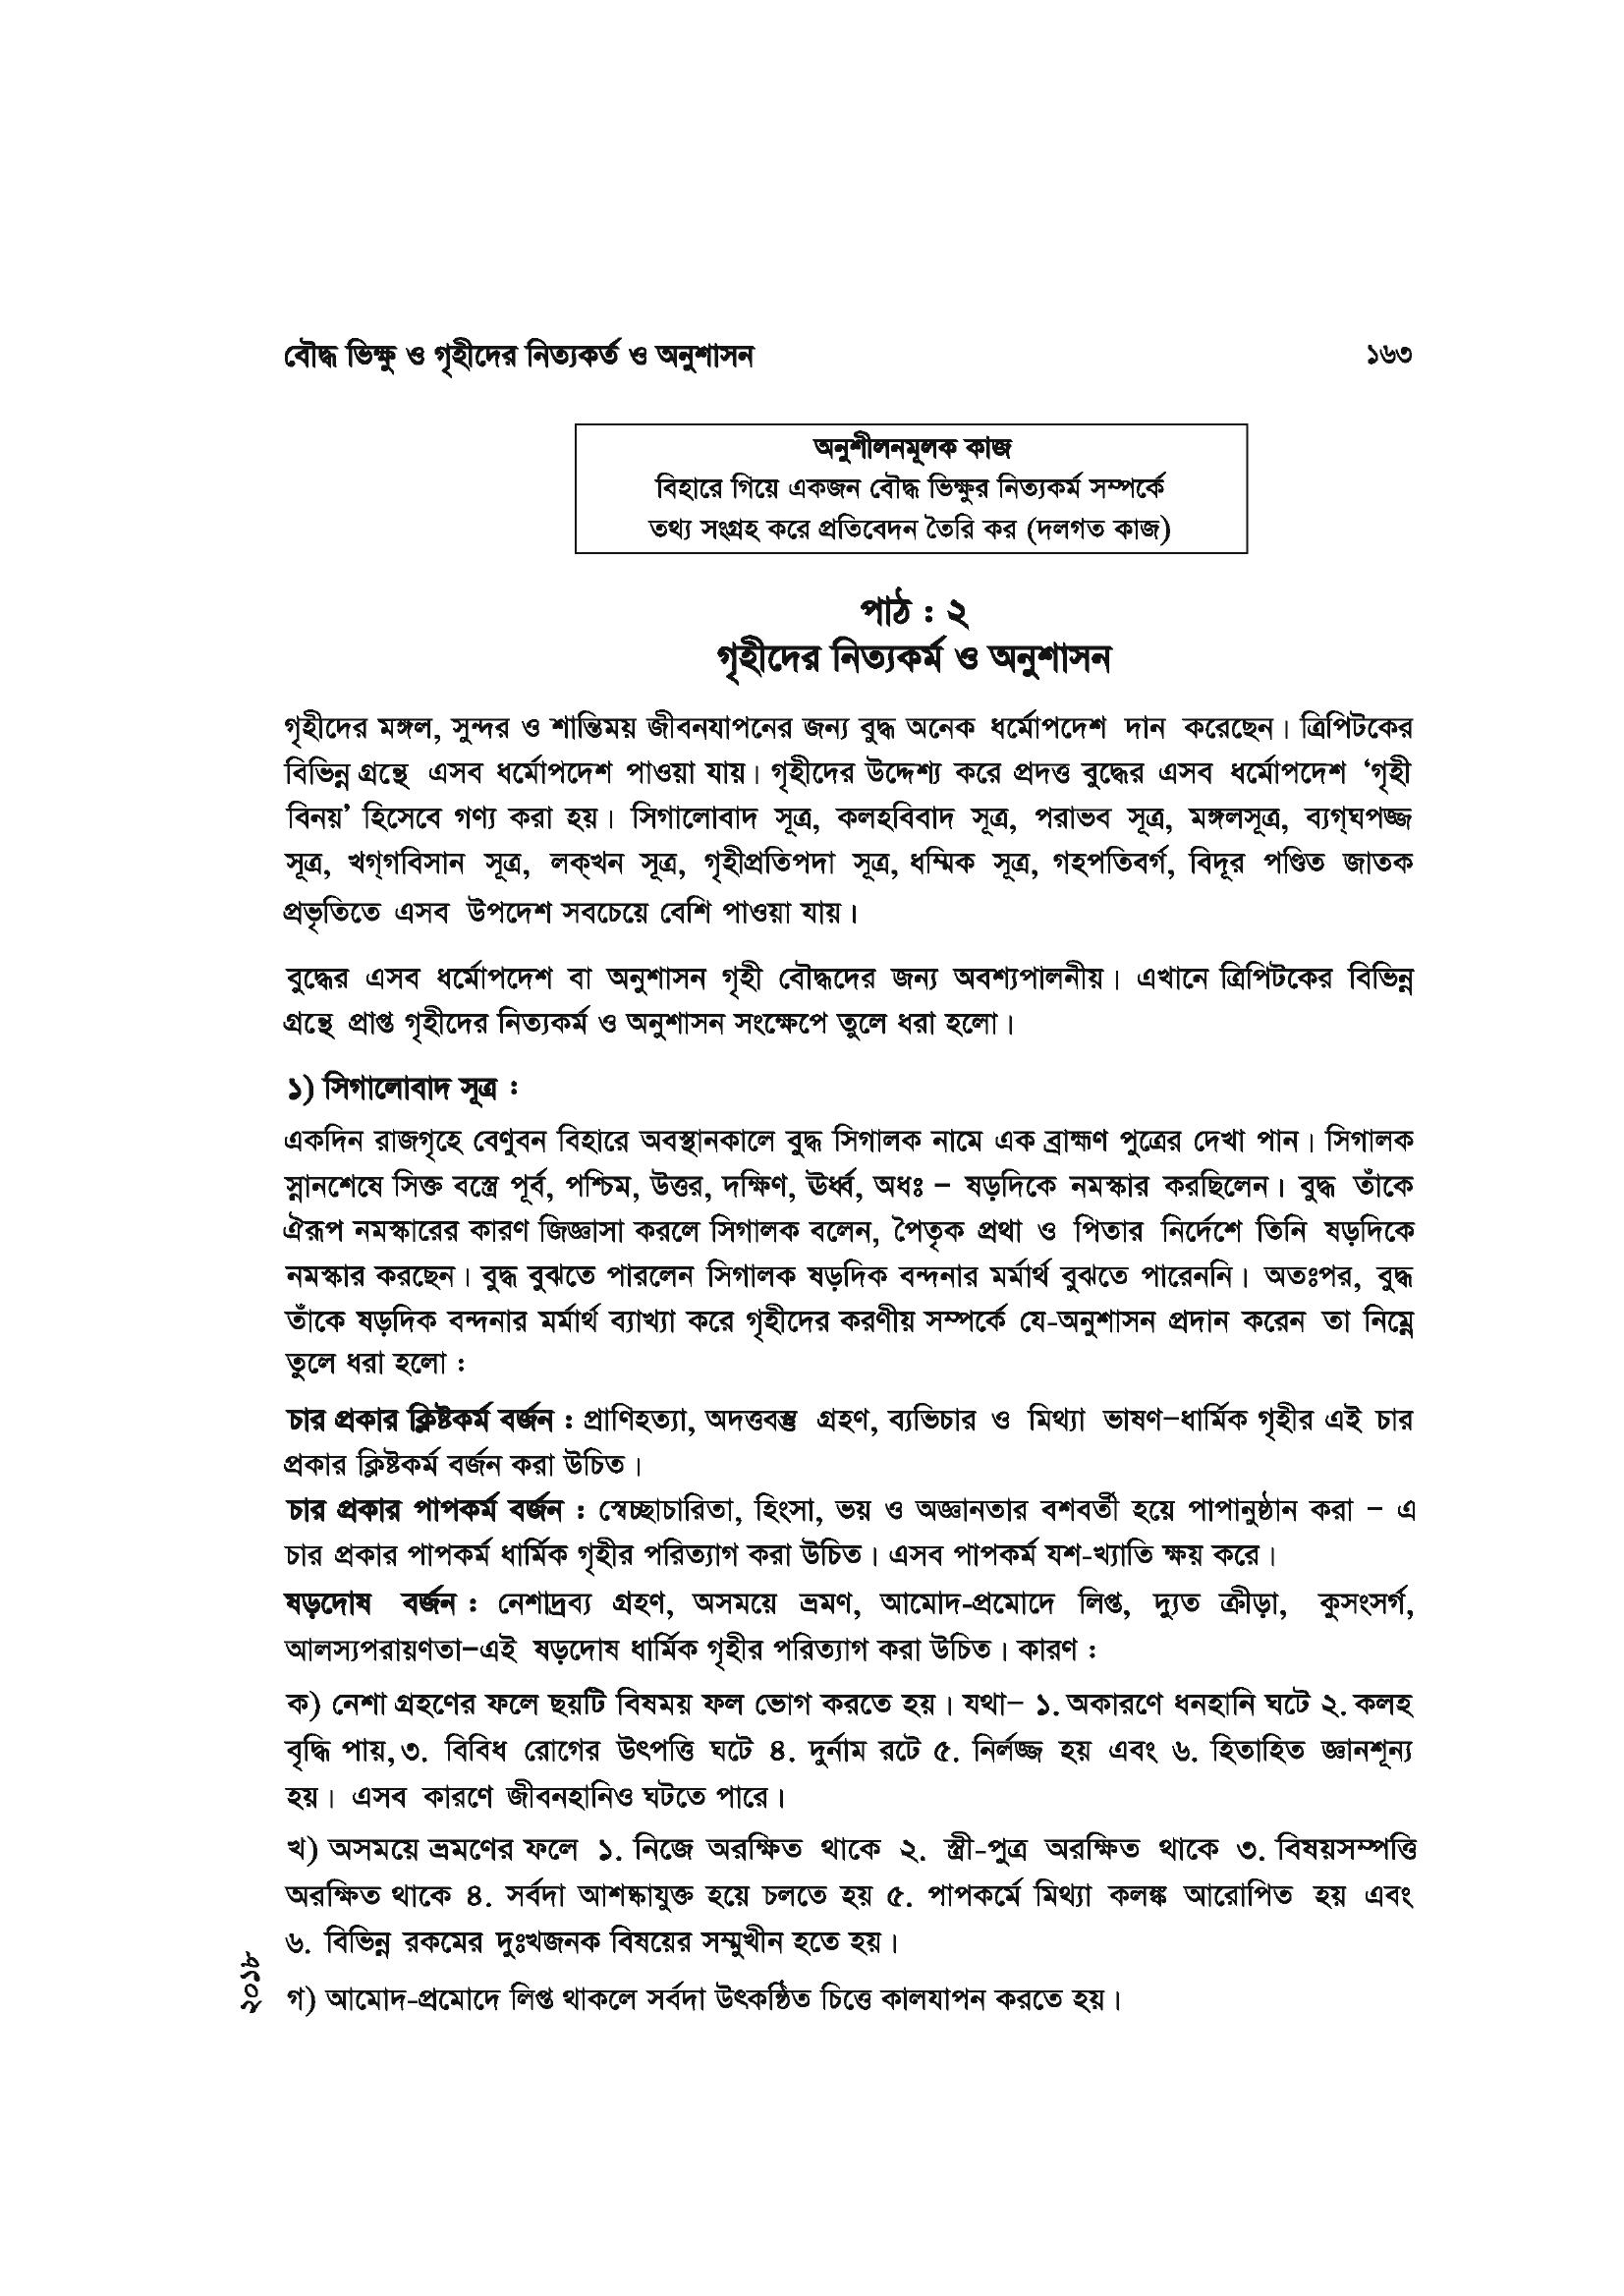 বৌদ্ধ ভিক্ষু ও গৃহীদের নিত্যকর্ত ও অনুশাসন ১৬৩
অনুশীলনমূলক কাজ
বিহারে গিয়ে একজন বৌদ্ধ ভিক্ষুর নিত্যকর্ম সম্পর্কে
তথ্য সংগ্রহ করে প্রতিবেদন তৈরি কর (দলগত কাজ)
পাঠ : ২
গৃহীদের নিত্যকর্ম ও অনুশাসন
গৃহীদের মঙ্গল, সুন্দর ও শান্তিময় জীবনযাপনের জন্য বুদ্ধ অনেক ধর্মোপদেশ দান করেছেন। ত্রিপিটকের
বিভিন্ন গ্রন্থে এসব ধর্মোপদেশ পাওয়া যায়। গৃহীদের উদ্দেশ্য করে প্রদত্ত বুদ্ধের এসব ধর্মোপদেশ ‘গৃহী
বিনয়’ হিসেবে গণ্য করা হয়। সিগালোবাদ সূত্র, কলহবিবাদ সূত্র, পরাভব সূত্র, মঙ্গলসূত্র, ব্যগ্ঘপজ্জ
সূত্র, খগ্গবিসান সূত্র, লক্খন সূত্র, গৃহীপ্রতিপদা সূত্র, ধম্মিক সূত্র, গহপতিবর্গ, বিদূর পণ্ডিত জাতক
প্রভৃতিতে এসব উপদেশ সবচেয়ে বেশি পাওয়া যায়।
বুদ্ধের এসব ধর্মোপদেশ বা অনুশাসন গৃহী বৌদ্ধদের জন্য অবশ্যপালনীয়। এখানে ত্রিপিটকের বিভিন্ন
গ্রন্থে প্রাপ্ত গৃহীদের নিত্যকর্ম ও অনুশাসন সংক্ষেপে তুলে ধরা হলো।
১) সিগালোবাদ সূত্র :
একদিন রাজগৃহে বেণুবন বিহারে অবস্থানকালে বুদ্ধ সিগালক নামে এক ব্রাহ্মণ পুত্রের দেখা পান। সিগালক
স্নানশেষে সিক্ত বস্ত্রে পূর্ব, পশ্চিম, উত্তর, দক্ষিণ, ঊর্ধ্ব, অধঃ – ষড়দিকে নমস্কার করছিলেন। বুদ্ধ তাঁকে
ঐরূপ নমস্কারের কারণ জিজ্ঞাসা করলে সিগালক বলেন, পৈতৃক প্রথা ও পিতার নির্দেশে তিনি ষড়দিকে
নমস্কার করছেন। বুদ্ধ বুঝতে পারলেন সিগালক ষড়দিক বন্দনার মর্মার্থ বুঝতে পারেননি। অতঃপর, বুদ্ধ
তাঁকে ষড়দিক বন্দনার মর্মার্থ ব্যাখ্যা করে গৃহীদের করণীয় সম্পর্কে যে-অনুশাসন প্রদান করেন তা নিম্নে
তুলে ধরা হলো :
চার প্রকার ক্লিষ্টকর্ম বর্জন : প্রাণিহত্যা, অদত্তবস্তু গ্রহণ, ব্যভিচার ও মিথ্যা ভাষণ–ধার্মিক গৃহীর এই চার
প্রকার ক্লিষ্টকর্ম বর্জন করা উচিত।
চার প্রকার পাপকর্ম বর্জন : স্বেচ্ছাচারিতা, হিংসা, ভয় ও অজ্ঞানতার বশবর্তী হয়ে পাপানুষ্ঠান করা – এ
চার প্রকার পাপকর্ম ধার্মিক গৃহীর পরিত্যাগ করা উচিত। এসব পাপকর্ম যশ-খ্যাতি ক্ষয় করে।
ষড়দোষ বর্জন : নেশাদ্রব্য গ্রহণ, অসময়ে ভ্রমণ, আমোদ-প্রমোদে লিপ্ত, দ্যুত ক্রীড়া, কুসংসর্গ,
আলস্যপরায়ণতা–এই ষড়দোষ ধার্মিক গৃহীর পরিত্যাগ করা উচিত। কারণ :
ক) নেশা গ্রহণের ফলে ছয়টি বিষময় ফল ভোগ করতে হয়। যথা– ১. অকারণে ধনহানি ঘটে ২. কলহ
বৃদ্ধি পায়, ৩. বিবিধ রোগের উৎপত্তি ঘটে ৪. দুর্নাম রটে ৫. নির্লজ্জ হয় এবং ৬. হিতাহিত জ্ঞানশূন্য
হয়। এসব কারণে জীবনহানিও ঘটতে পারে।
খ) অসময়ে ভ্রমণের ফলে ১. নিজে অরক্ষিত থাকে ২. স্ত্রী-পুত্র অরক্ষিত থাকে ৩. বিষয়সম্পত্তি
অরক্ষিত থাকে ৪. সর্বদা আশঙ্কাযুক্ত হয়ে চলতে হয় ৫. পাপকর্মে মিথ্যা কলঙ্ক আরোপিত হয় এবং
৬. বিভিন্ন রকমের দুঃখজনক বিষয়ের সম্মুখীন হতে হয়।
গ) আমোদ-প্রমোদে লিপ্ত থাকলে সর্বদা উৎকণ্ঠিত চিত্তে কালযাপন করতে হয়।
২০১৮